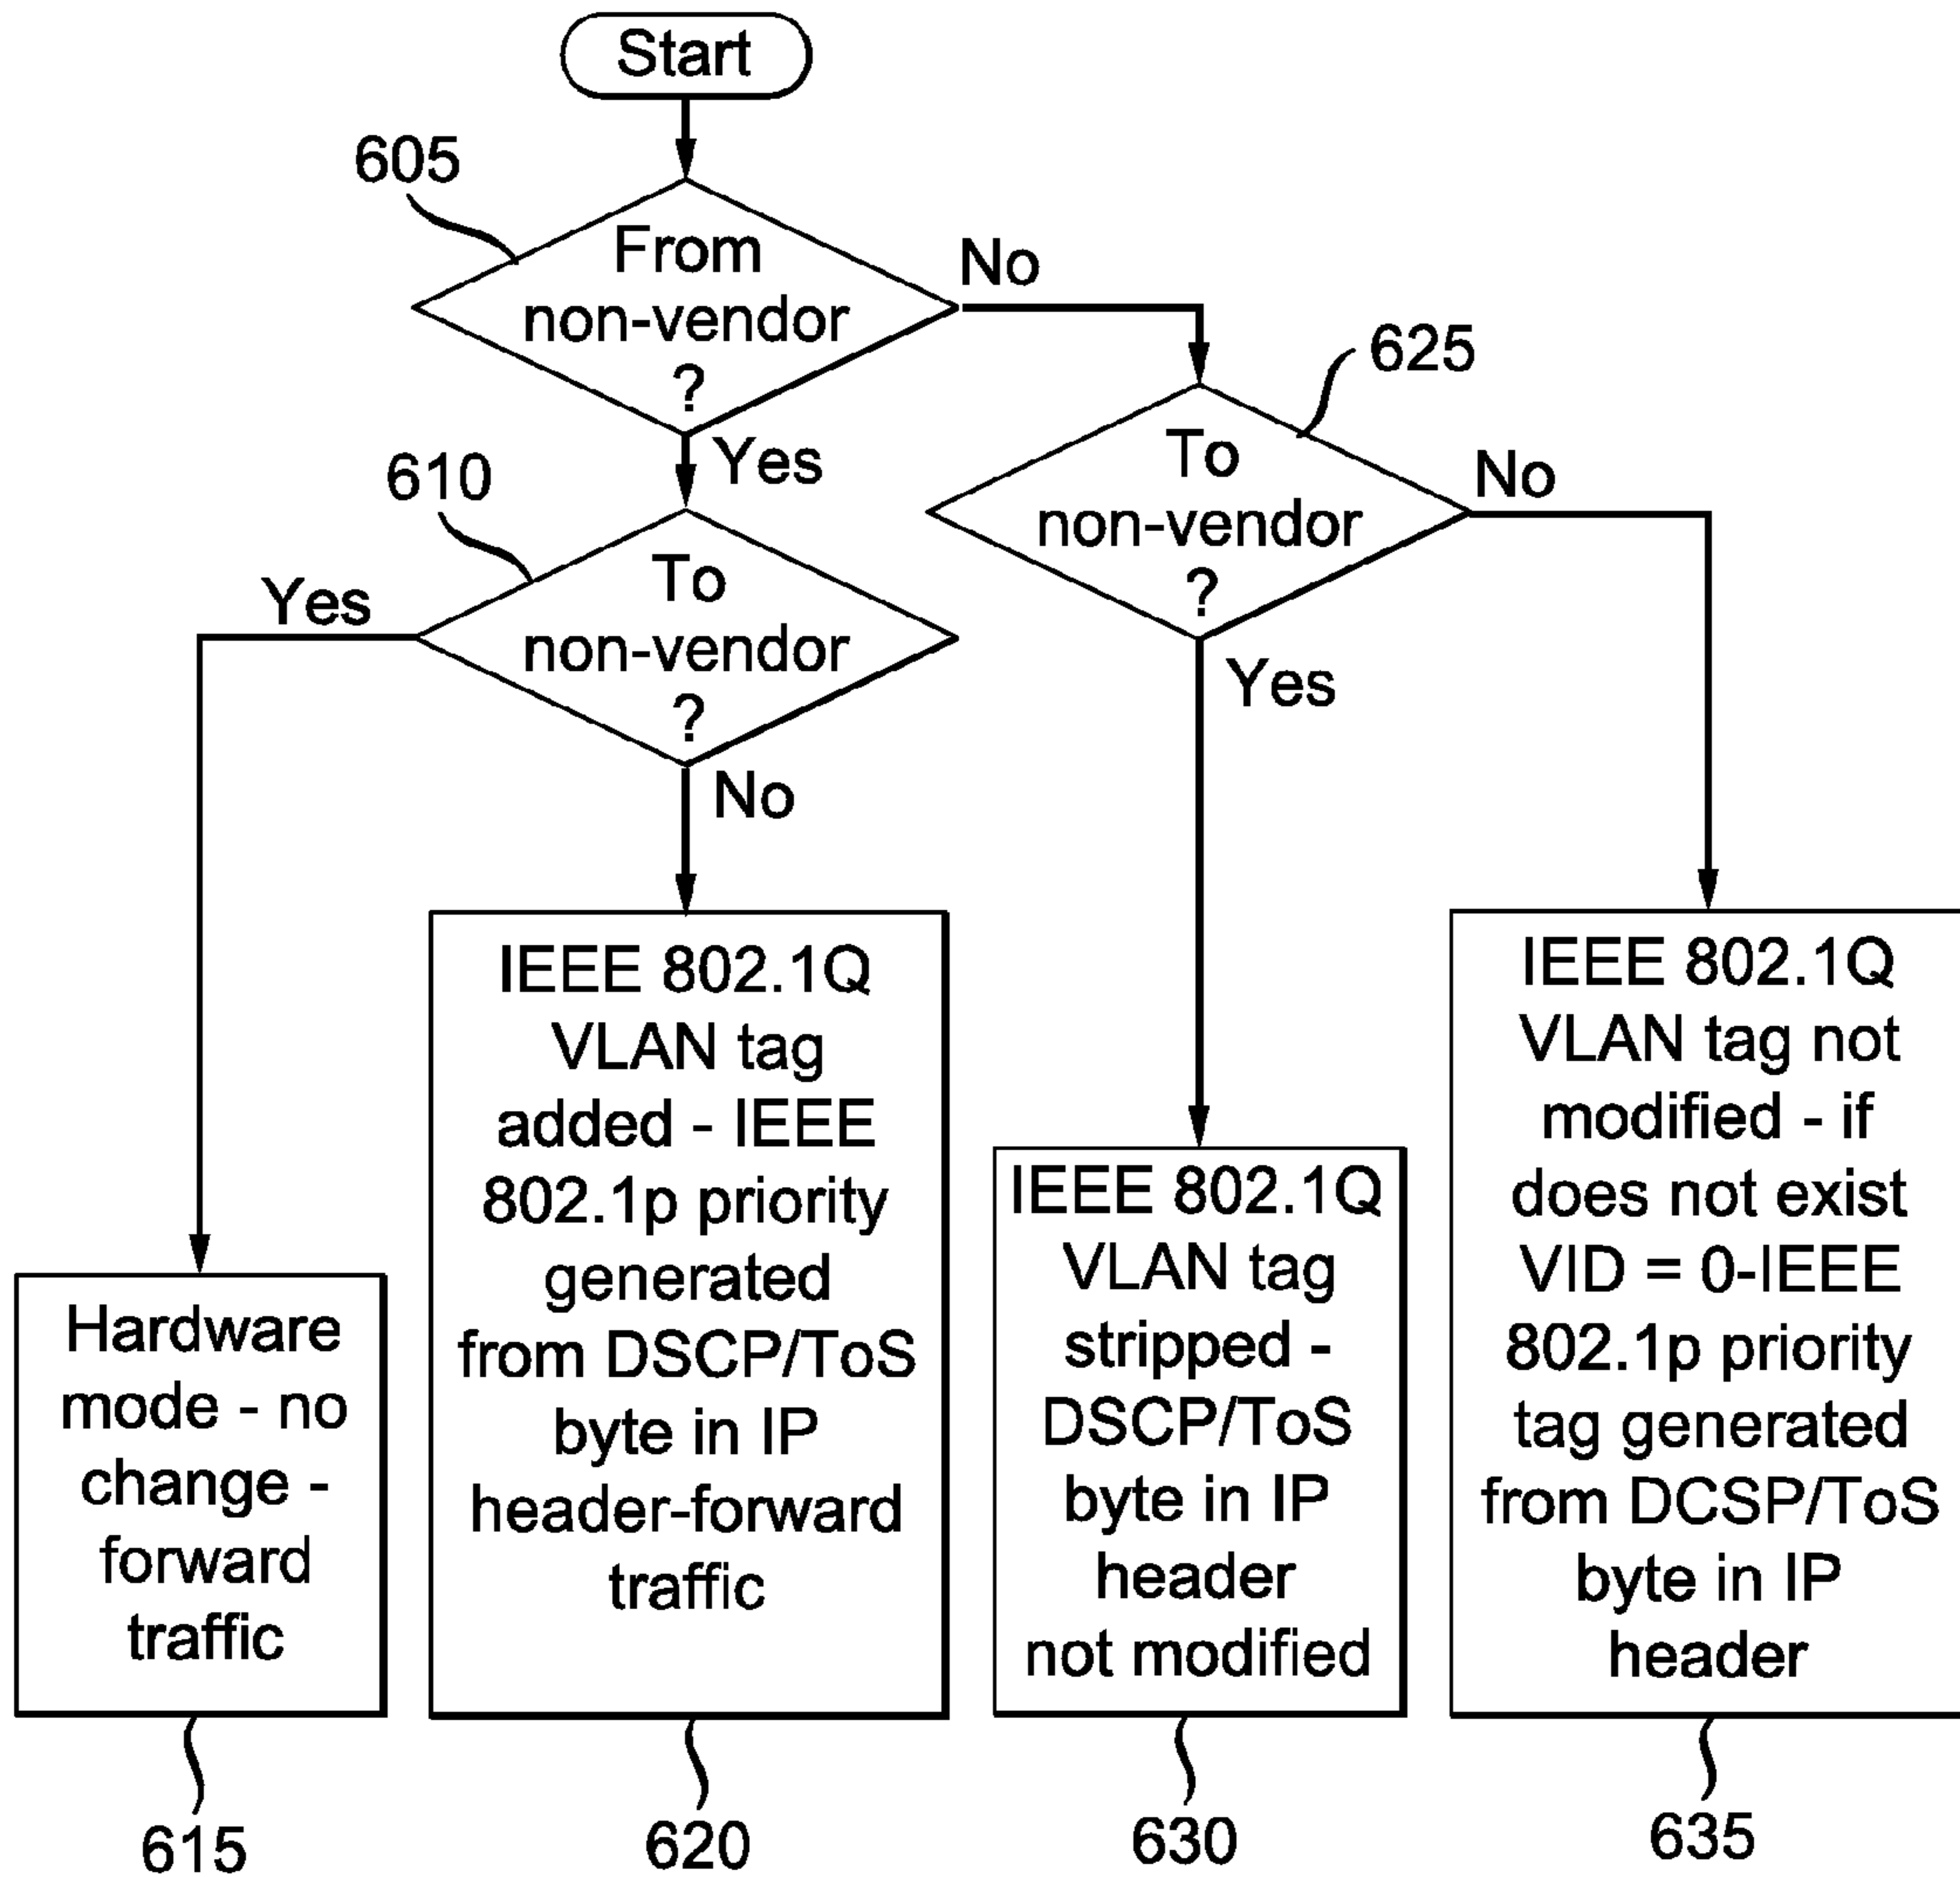 Start
605
From
non-vendor
?
No
Yes
625
To
non-vendor
?
No
Yes
610
To
non-vendor
?
Yes
No
Hardware
mode - no
change -
forward
traffic
615
IEEE 802.1Q
VLAN tag
added - IEEE
802.1p priority
generated
from DSCP/ToS
byte in IP
header-forward
traffic
620
IEEE 802.1Q
VLAN tag
stripped -
DSCP/ToS
byte in IP
header
not modified
630
IEEE 802.1Q
VLAN tag not
modified - if
does not exist
VID = 0-IEEE
802.1p priority
tag generated
from DCSP/ToS
byte in IP
header
635